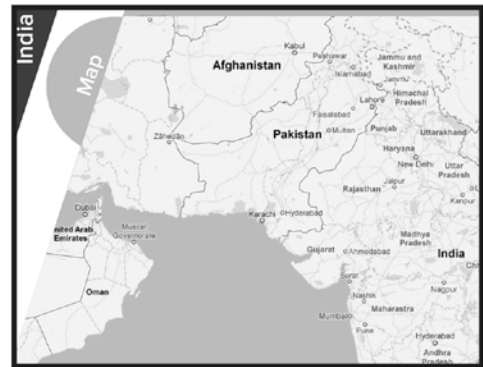 India
Map
Afghanistan
Kabul
Peshawar
Islamabad
Jammu and
Kashmir
Jammu
Himachal
Pradesh
Lahore
Faisalabad
Multan
Punjab
Uttarakhand
Pakistan
Zāhedān
Haryana
New Delhi
Uttar
Pradesh
Jaipur
Kanpur
Rajasthan
Dubai
United Arab
Emirates
Muscat
Governorate
Karachi
Hyderabad
Madhya
Pradesh
Gujarat
Ahmedabad
India
Oman
Surat
Nagpur
Nashik
Maharastra
Mumbai
Pune
Hyderabad
Andhra
Pradesh